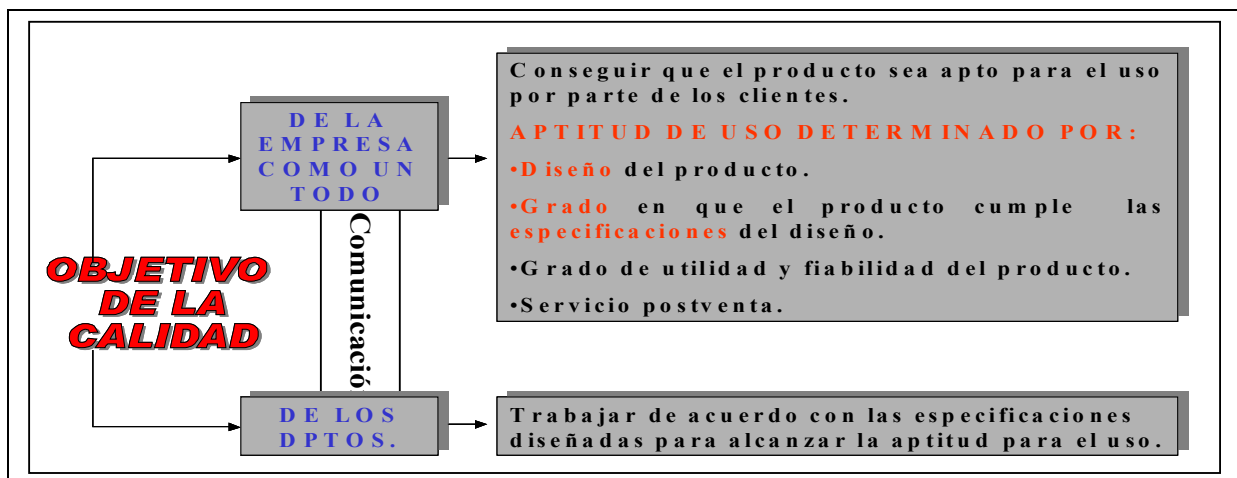 OBJETIVO
DE LA
CALIDAD
DE LA
EMPRESA
COMO UN
TODO
Comunicació
DE LOS
DPTOS.
Conseguir que el producto sea apto para el uso
por parte de los clientes.
APTITUD DE USO DETERMINADO POR:
•Diseño del producto.
•Grado en que el producto cumple las
especificaciones del diseño.
•Grado de utilidad y fiabilidad del producto.
•Servicio postventa.
Trabajar de acuerdo con las especificaciones
diseñadas para alcanzar la aptitud para el uso.